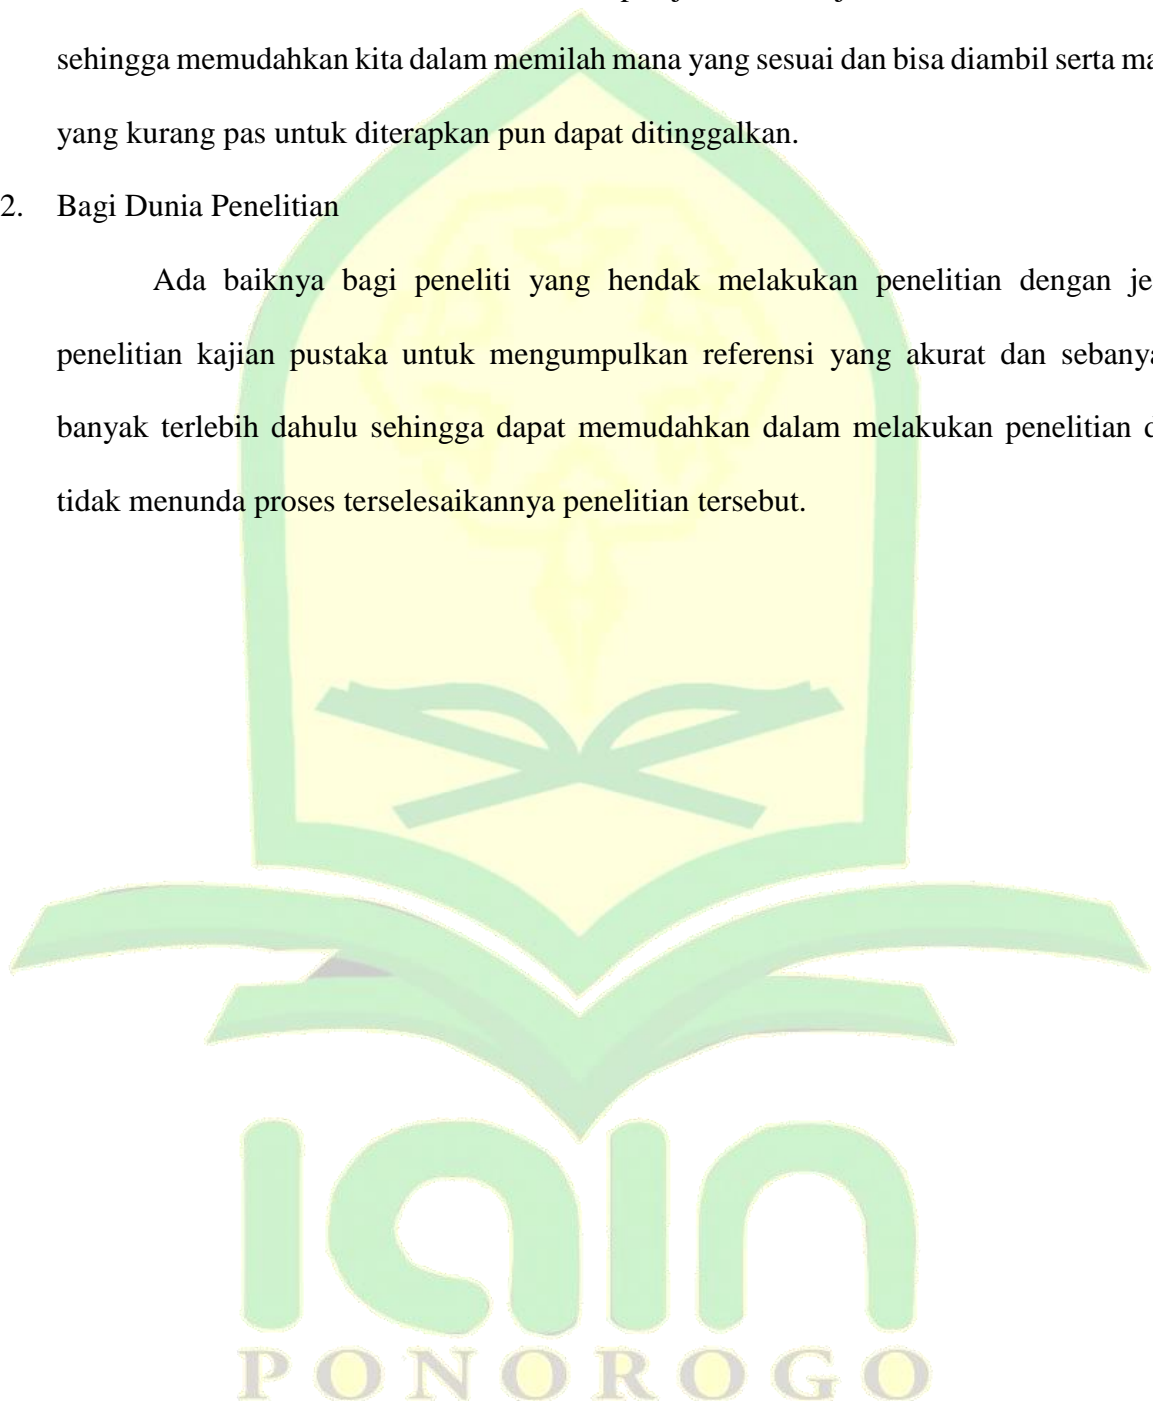 sehingga memudahkan kita dalam memilah mana yang sesuai dan bisa diambil serta
yang kurang pas untuk diterapkan pun dapat ditinggalkan.
2. Bagi Dunia Penelitian
Ada baiknya bagi peneliti yang hendak melakukan penelitian dengan
penelitian kajian pustaka untuk mengumpulkan referensi yang akurat dan
banyak terlebih dahulu sehingga dapat memudahkan dalam melakukan penelitian
tidak menunda proses terselesaikannya penelitian tersebut.
iain
PONOROGO